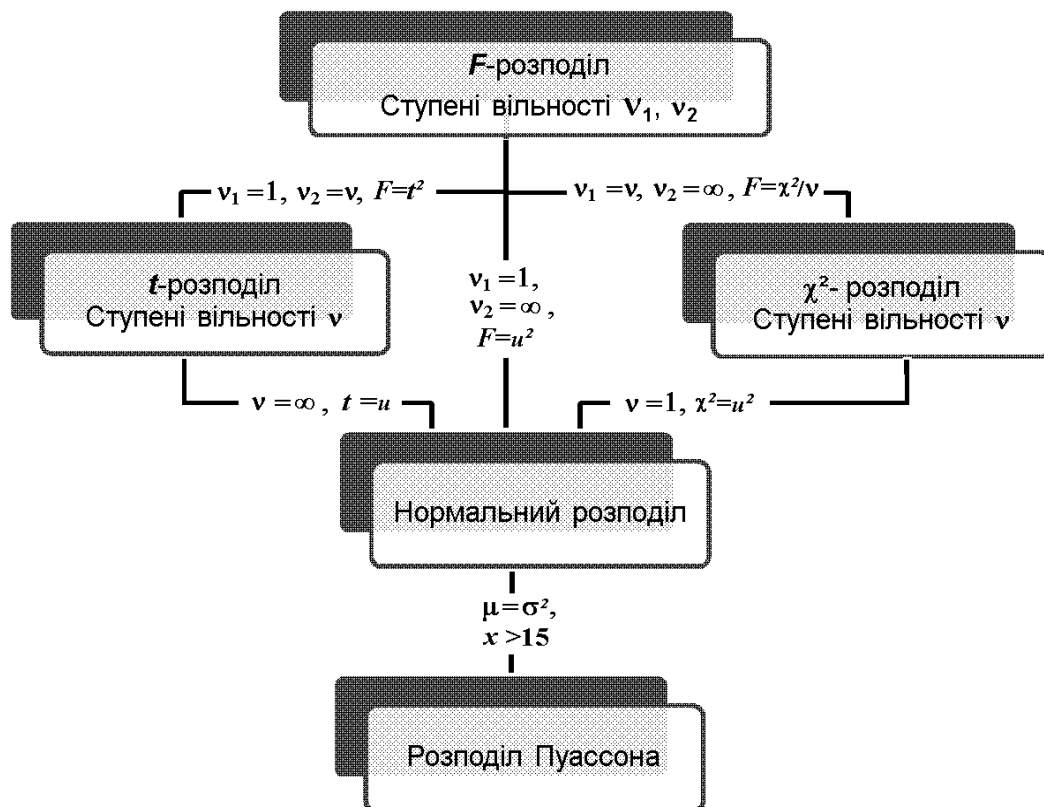 F-розподіл
Ступені вільності ν₁, ν₂
ν₁ =1, ν₂=ν, F=t²
ν₁ =ν, ν₂ =∞, F=χ²/ν
t-розподіл
Ступені вільності ν
ν₁ =1,
ν₂ =∞,
F=u²
χ²- розподіл
Ступені вільності ν
ν =∞, t =u
ν =1, χ²=u²
Нормальний розподіл
μ=σ²,
x >15
Розподіл Пуассона